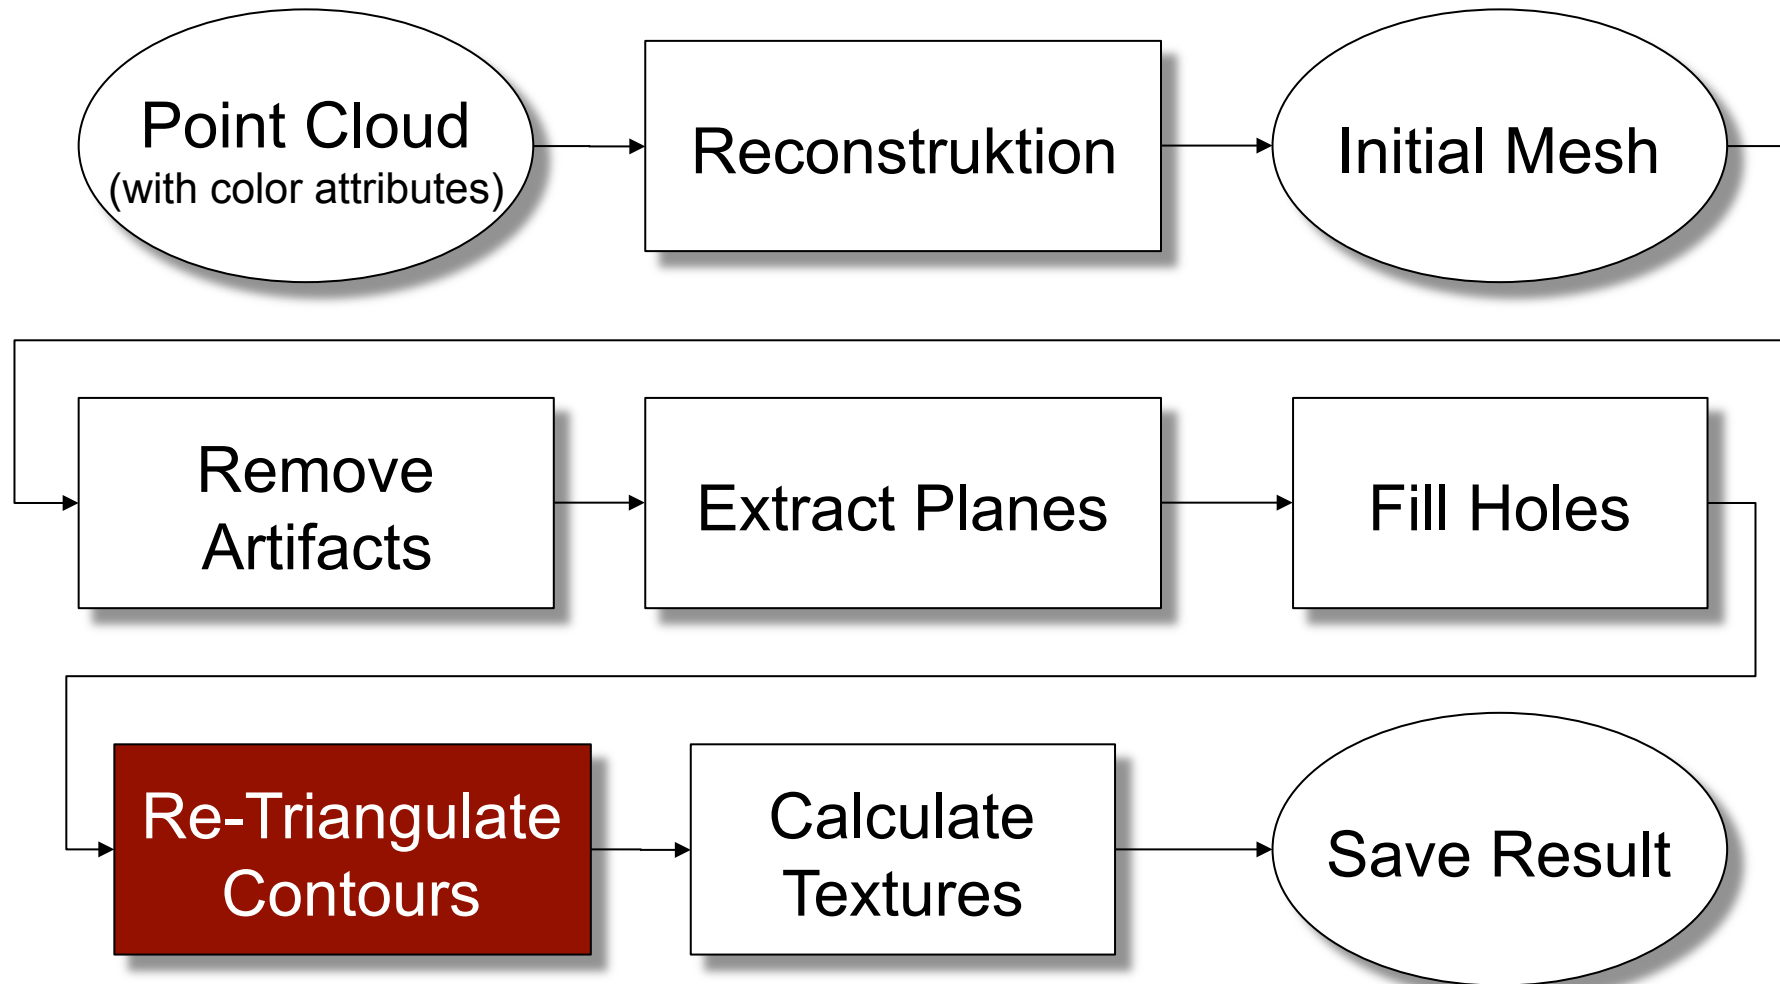 Point Cloud
(with color attributes)
Reconstruktion
Initial Mesh
Remove
Artifacts
Extract Planes
Fill Holes
Re-Triangulate
Contours
Calculate
Textures
Save Result